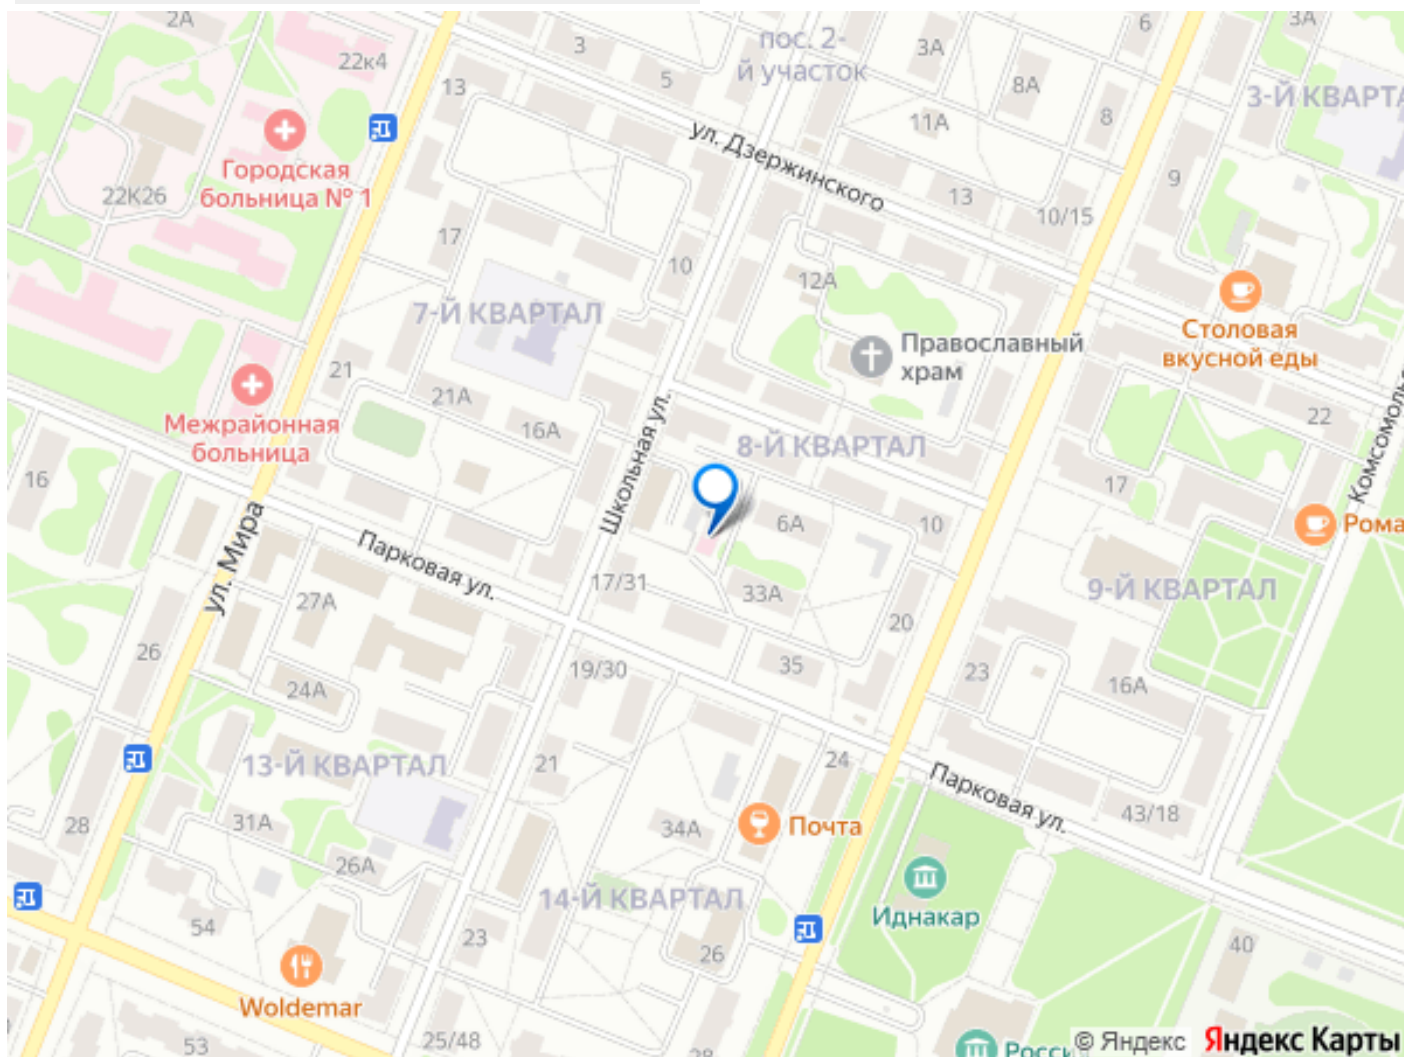 2А
3
пос. 2-
й участок
3А
6
3А
22к4
13
5
8А
8
3-Й КВАРТА
11А
ул. Дзержинского
Городская
больница № 1
22К26
9
13
10/15
17
10
12А
7-Й КВАРТАЛ
Православный
храм
Столовая
вкусной еды
21
21А
16А
Межрайонная
больница
Школьная ул.
8-Й КВАРТАЛ
22
Комсомоль
16
17
6А
10
Рома
ул. Мира
Парковая ул.
17/31
33А
9-Й КВАРТАЛ
27А
20
26
19/30
35
23
16А
24А
13-Й КВАРТАЛ
21
24
Парковая ул.
43/18
28
31А
34А
Почта
26А
14-Й КВАРТАЛ
Иднакар
54
23
26
40
Woldemar
53
25/48
28
Росси
© Яндекс Яндекс Карты